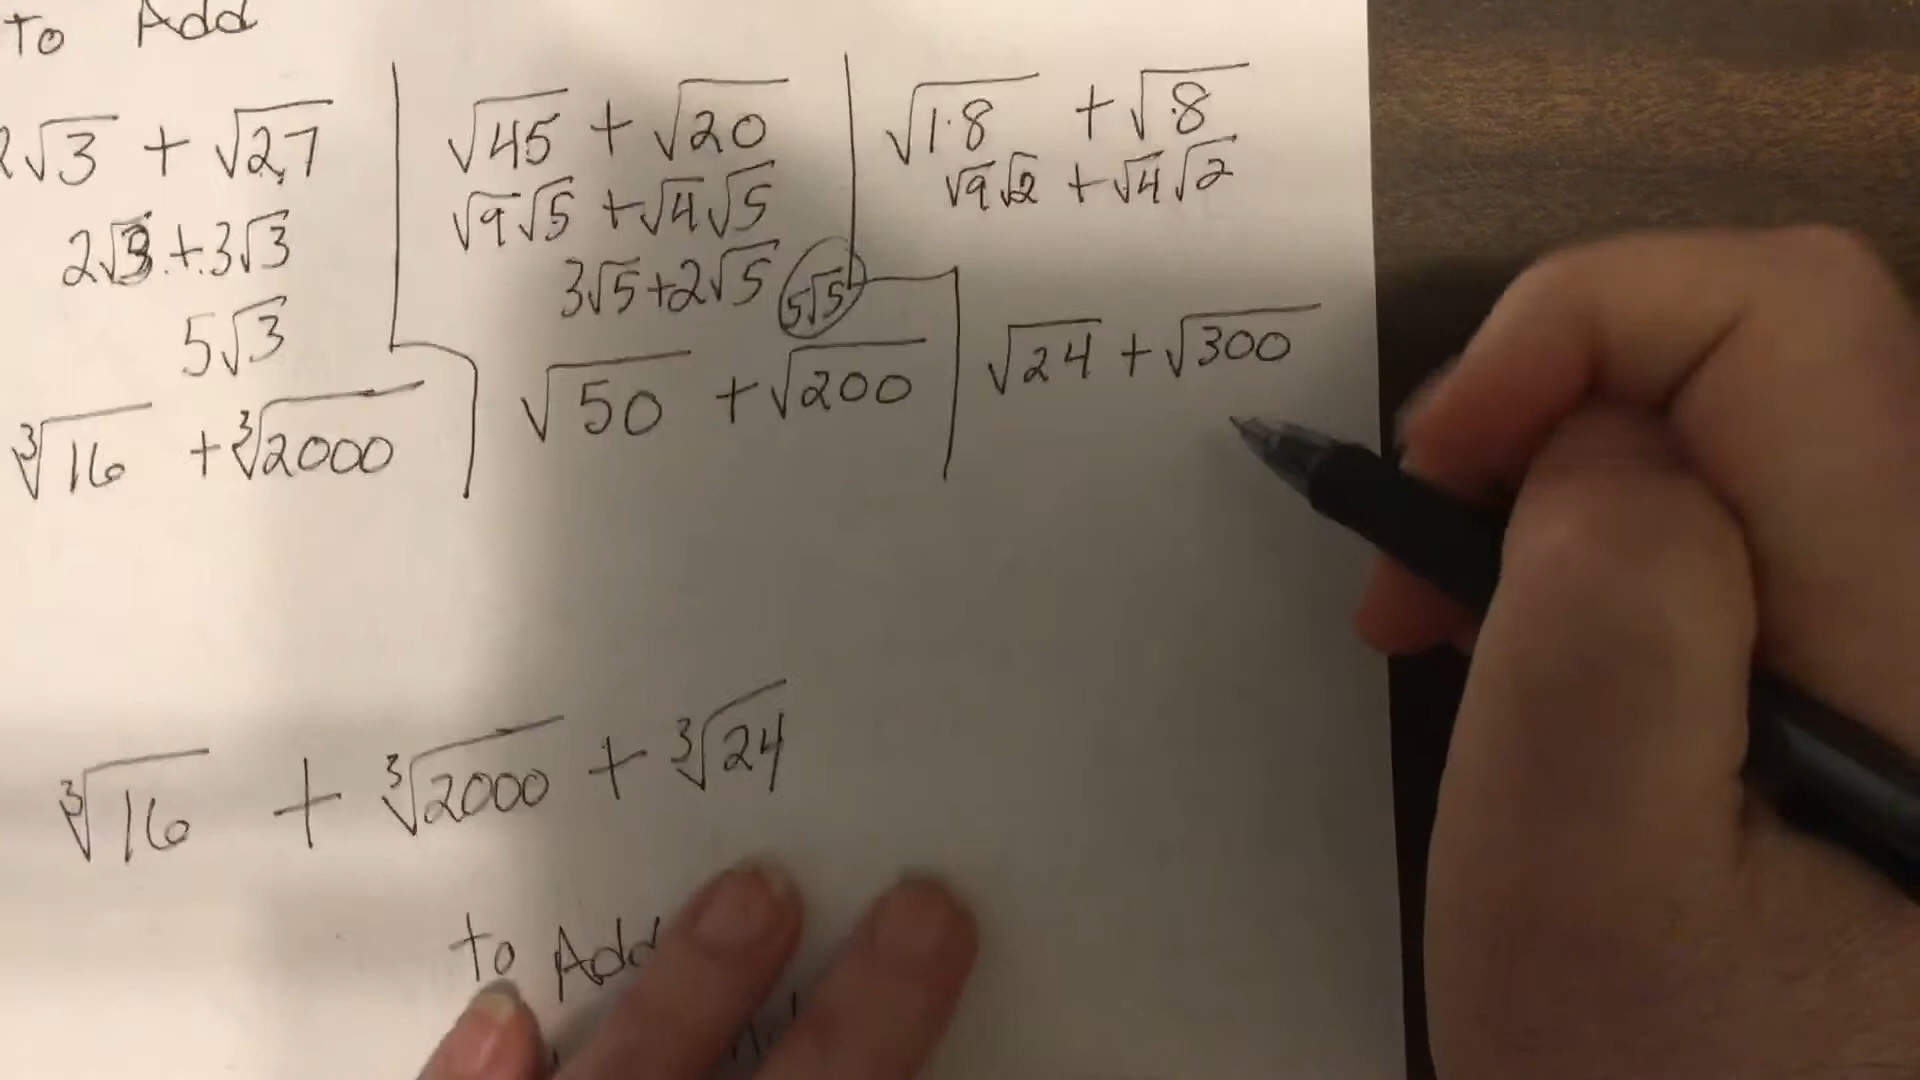 To Add
2√3 + √27
2√3 + 3√3
5√3
√45 + √20
√9√5 + √4√5
3√5 + 2√5 5√5
√1·8 + √·8
√9√2 + √4√2
∛16 + ∛2000
√50 + √200
√24 + √300
∛16 + ∛2000 + ∛24
to Add